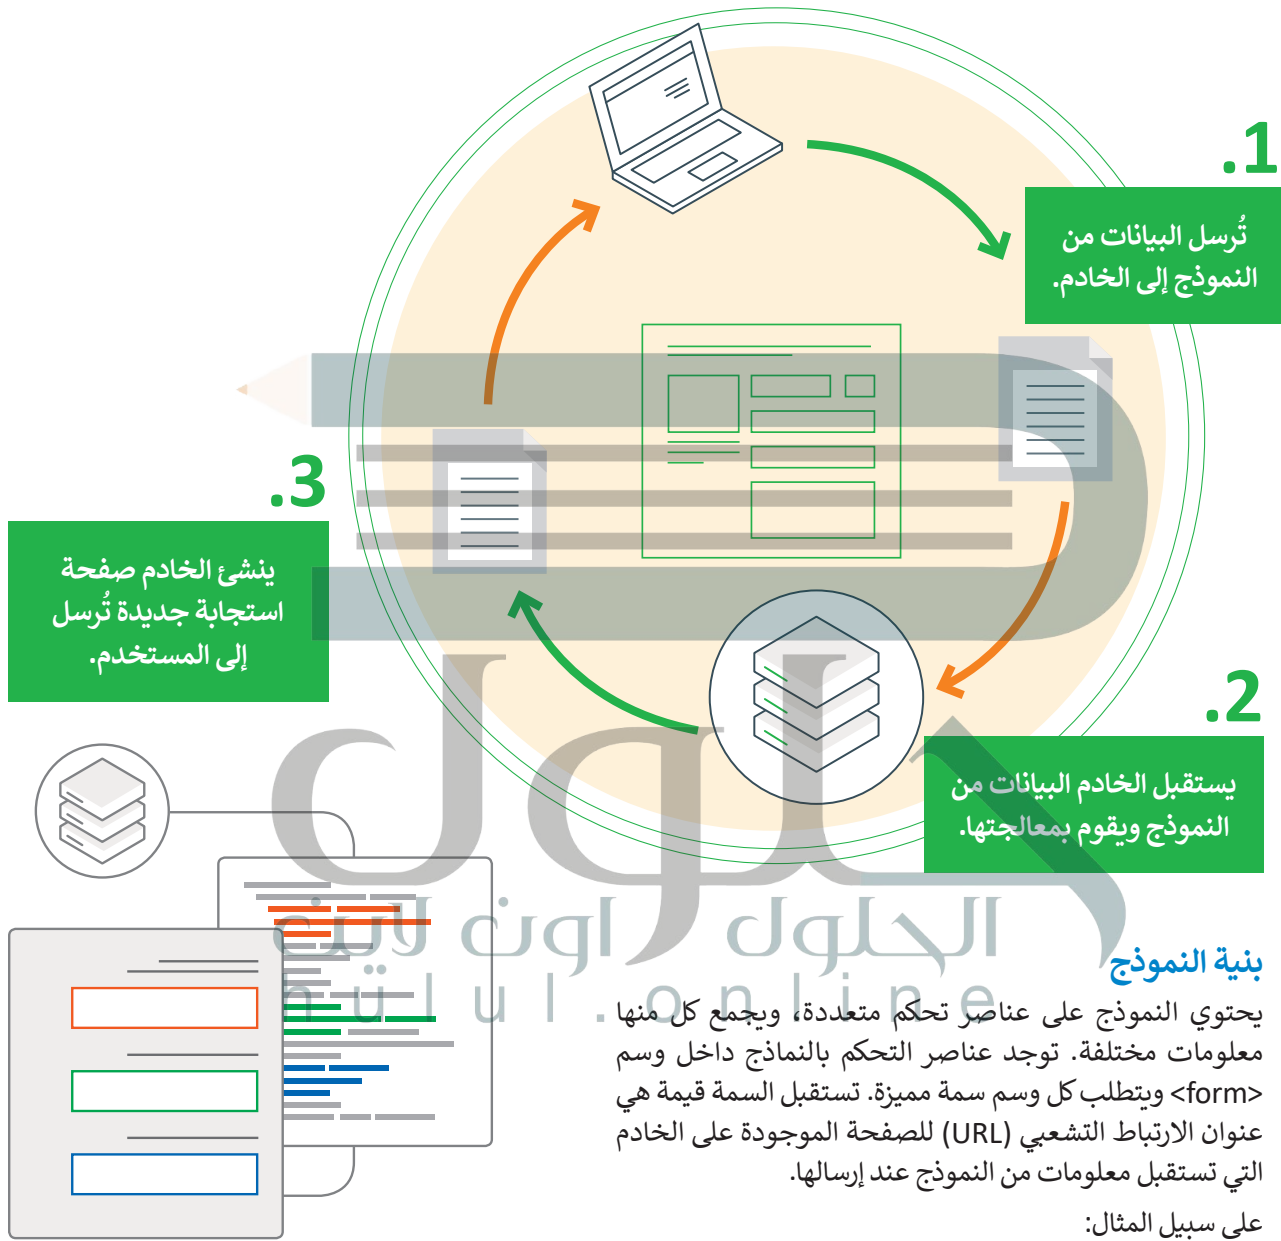 1.
تُرسل البيانات من
النموذج إلى الخادم.
2.
يستقبل الخادم البيانات من
النموذج ويقوم بمعالجتها.
3.
ينشئ الخادم صفحة
استجابة جديدة تُرسل
إلى المستخدم.
حلول
الحلول اون لاين
hulul.online
بنية النموذج
يحتوي النموذج على عناصر تحكم متعددة، ويجمع كل منها
معلومات مختلفة. توجد عناصر التحكم بالنماذج داخل وسم
<form> ويتطلب كل وسم سمة مميزة. تستقبل السمة قيمة هي
عنوان الارتباط التشعبي (URL) للصفحة الموجودة على الخادم
التي تستقبل معلومات من النموذج عند إرسالها.
على سبيل المثال: